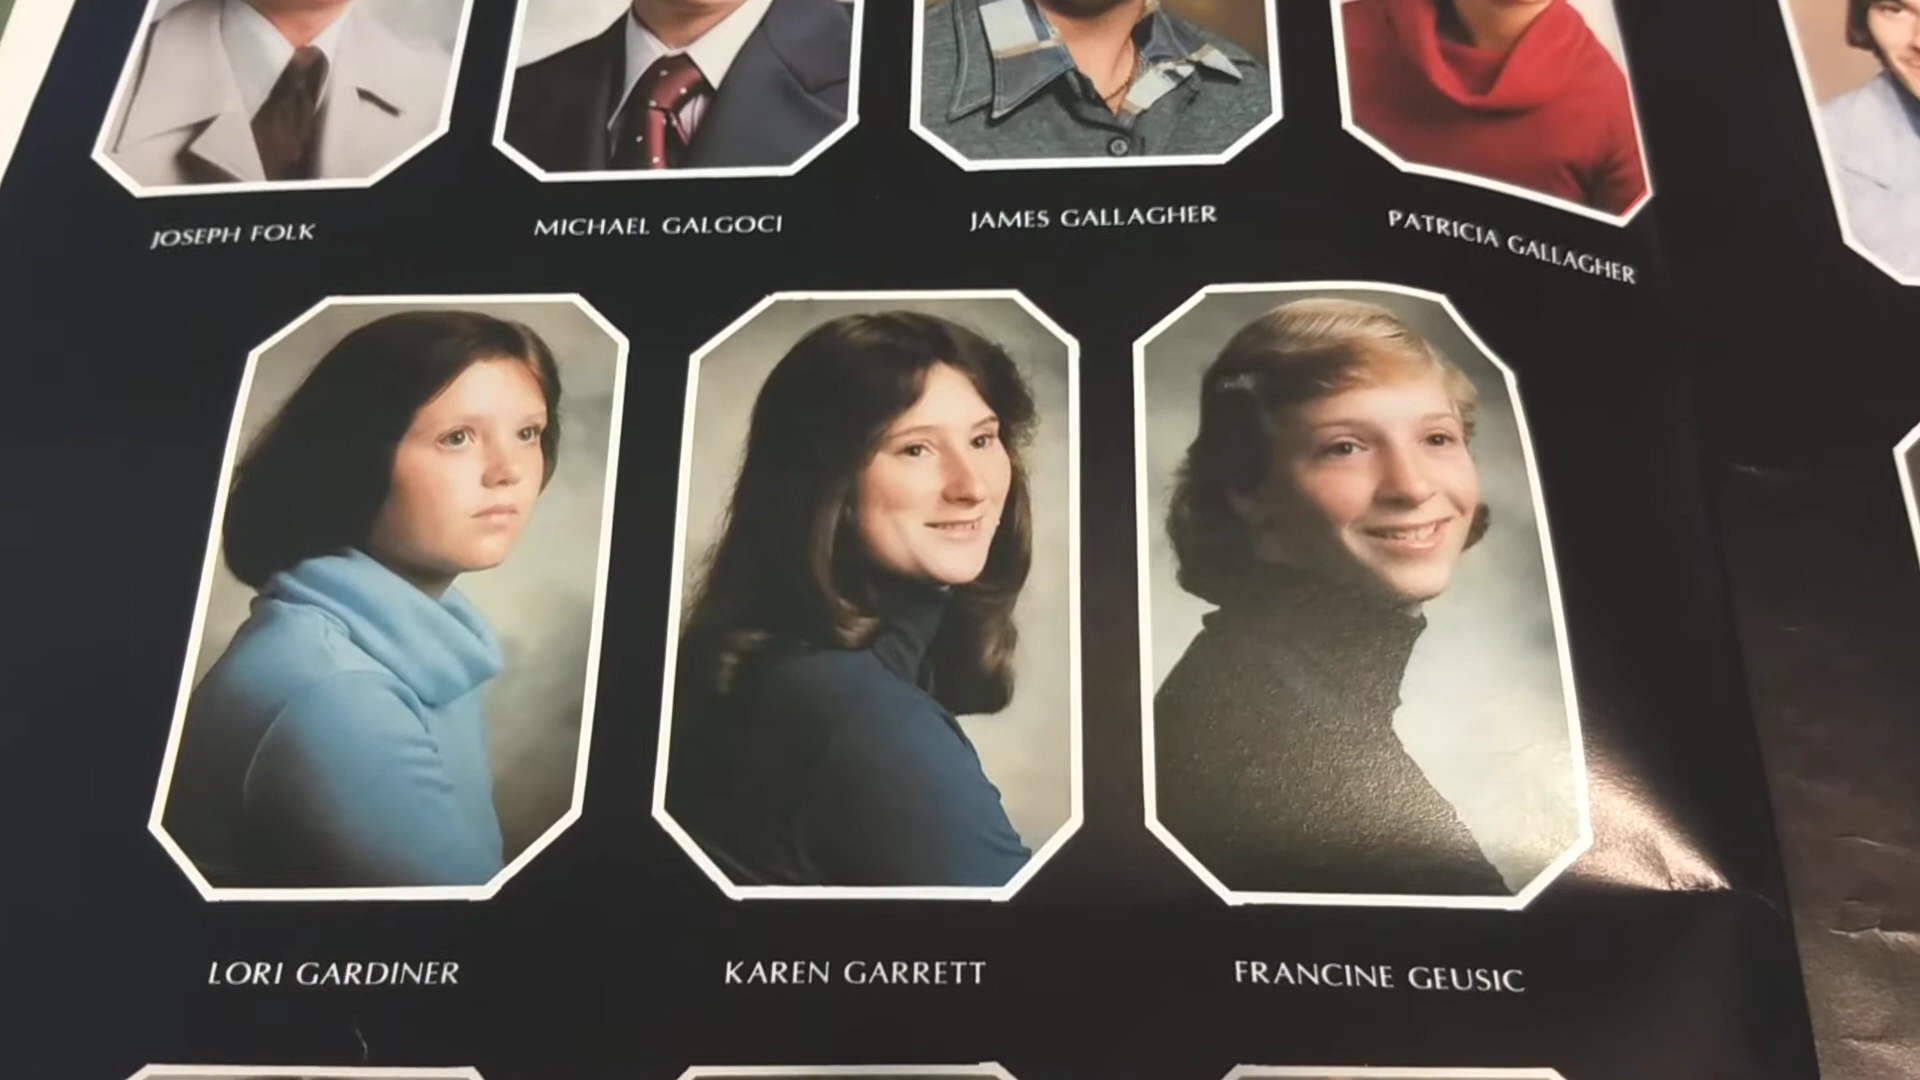 JOSEPH FOLK
MICHAEL GALGOCI
JAMES GALLAGHER
PATRICIA GALLAGHER
LORI GARDINER
KAREN GARRETT
FRANCINE GEUSIC